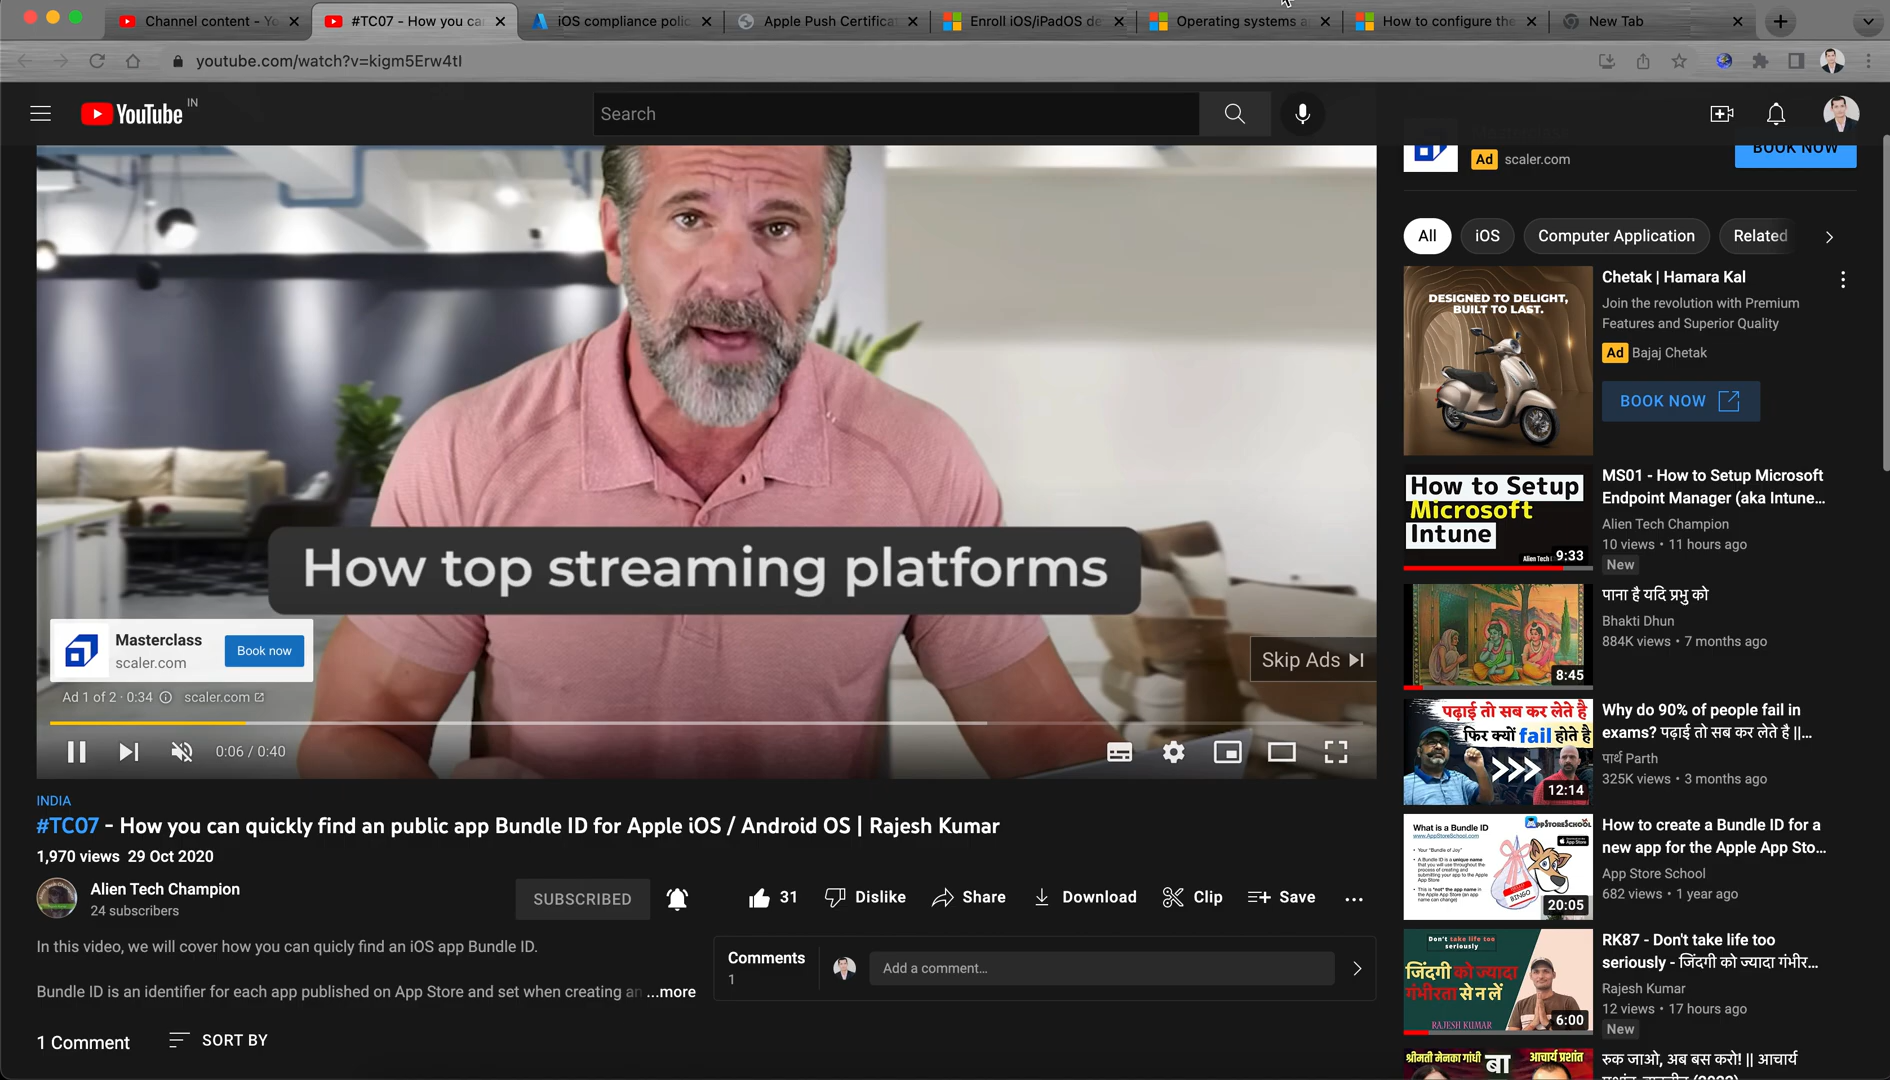 Channel content - Yo
#TC07 - How you ca
iOS compliance polic
Apple Push Certificat
Enroll iOS/iPadOS de
Operating systems a
How to configure the
New Tab
youtube.com/watch?v=kigm5Erw4tI
YouTube IN
Search
Masterclass
Ad scaler.com
BOOK NOW
All
iOS
Computer Application
Related
How top streaming platforms
Masterclass
scaler.com
Book now
Skip Ads
Ad 1 of 2 · 0:34
scaler.com
0:06 / 0:40
INDIA
#TC07 - How you can quickly find an public app Bundle ID for Apple iOS / Android OS | Rajesh Kumar
1,970 views 29 Oct 2020
Alien Tech Champion
24 subscribers
SUBSCRIBED
31
Dislike
Share
Download
Clip
Save
In this video, we will cover how you can quicly find an iOS app Bundle ID.
Bundle ID is an identifier for each app published on App Store and set when creating an ...more
Comments
1
Add a comment...
1 Comment
SORT BY
DESIGNED TO DELIGHT,
BUILT TO LAST.
Chetak | Hamara Kal
Join the revolution with Premium
Features and Superior Quality
Ad Bajaj Chetak
BOOK NOW
How to Setup
Microsoft
Intune
9:33
MS01 - How to Setup Microsoft
Endpoint Manager (aka Intune...
Alien Tech Champion
10 views • 11 hours ago
New
8:45
पाना है यदि प्रभु को
Bhakti Dhun
884K views • 7 months ago
पढ़ाई तो सब कर लेते है
फिर क्यों fail होते है
12:14
Why do 90% of people fail in
exams? पढ़ाई तो सब कर लेते है ||...
पार्थ Parth
325K views • 3 months ago
What is a Bundle ID
www.AppStoreSchool.com
AppStoreSchool
BINGO
20:05
How to create a Bundle ID for a
new app for the Apple App Sto...
App Store School
682 views • 1 year ago
Don't take life too
seriously
जिंदगी को ज्यादा
गंभीरता से न लें
RAJESH KUMAR
6:00
RK87 - Don't take life too
seriously - जिंदगी को ज्यादा गंभीर...
Rajesh Kumar
12 views • 17 hours ago
New
श्रीमती मेनका गांधी
बा
आचार्य प्रशांत
रुक जाओ, अब बस करो! || आचार्य